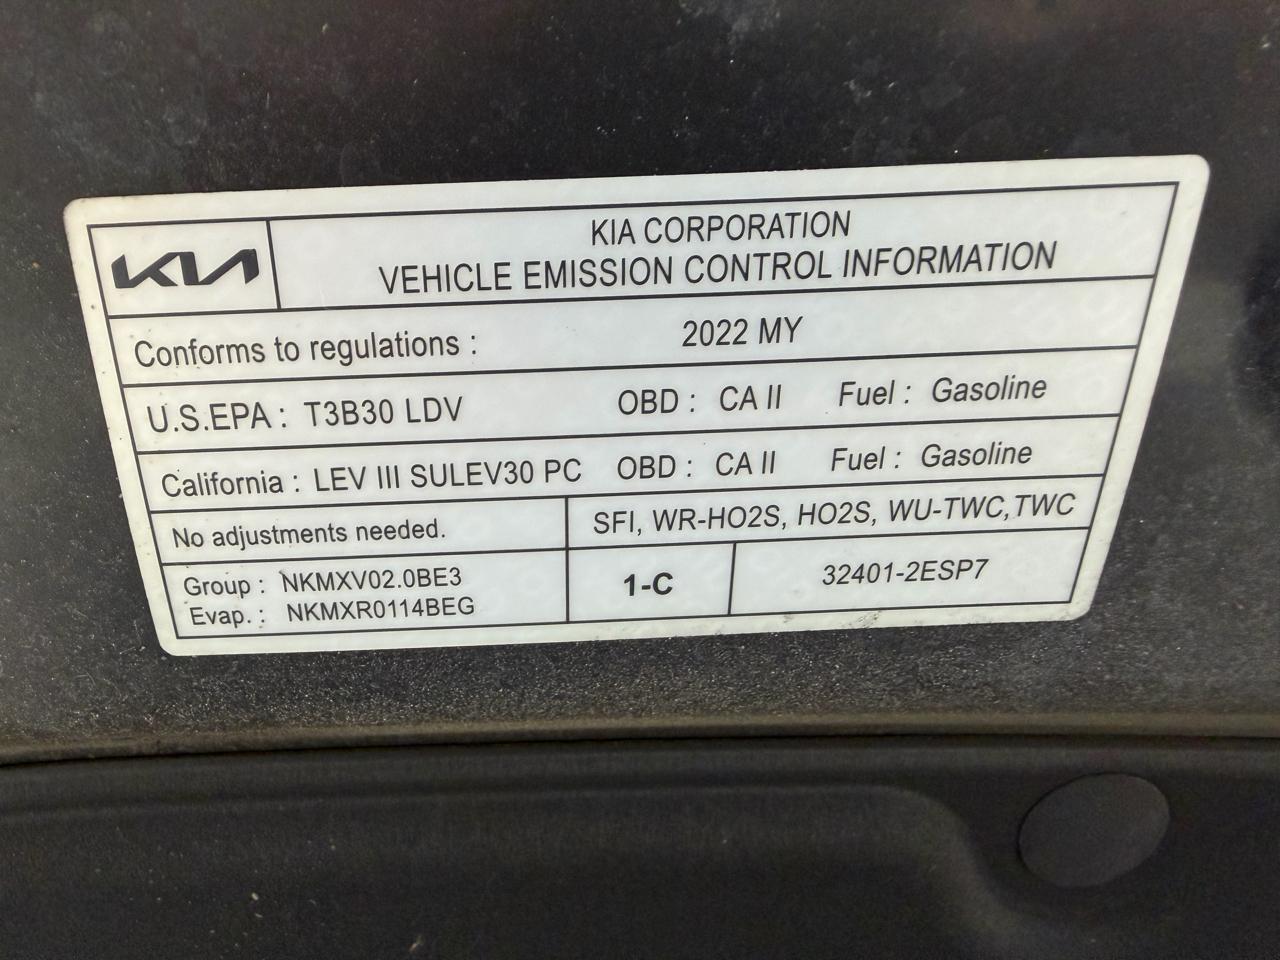 KIA
KIA CORPORATION
VEHICLE EMISSION CONTROL INFORMATION
Conforms to regulations : 2022 MY
U.S.EPA : T3B30 LDV OBD : CA II Fuel : Gasoline
California : LEV III SULEV30 PC OBD : CA II Fuel : Gasoline
No adjustments needed. SFI, WR-HO2S, HO2S, WU-TWC,TWC
Group : NKMXV02.0BE3
Evap. : NKMXR0114BEG
1-C
32401-2ESP7